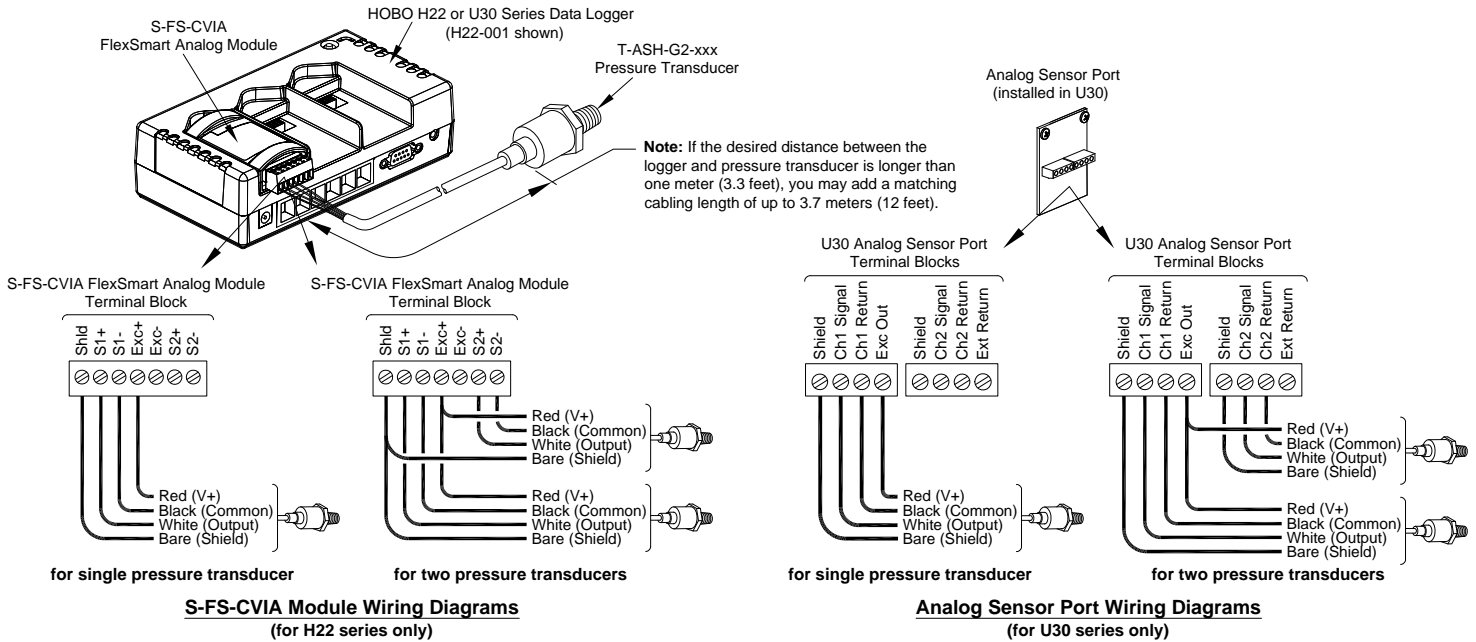 S-FS-CVIA
FlexSmart Analog Module
HOBO H22 or U30 Series Data Logger
(H22-001 shown)
T-ASH-G2-xxx
Pressure Transducer
Note: If the desired distance between the
logger and pressure transducer is longer than
one meter (3.3 feet), you may add a matching
cabling length of up to 3.7 meters (12 feet).
Analog Sensor Port
(installed in U30)
S-FS-CVIA FlexSmart Analog Module
Terminal Block
Shld
S1+
S1-
Exc+
Exc-
S2+
S2-
Red (V+)
Black (Common)
White (Output)
Bare (Shield)
for single pressure transducer
S-FS-CVIA FlexSmart Analog Module
Terminal Block
Shld
S1+
S1-
Exc+
Exc-
S2+
S2-
Red (V+)
Black (Common)
White (Output)
Bare (Shield)
Red (V+)
Black (Common)
White (Output)
Bare (Shield)
for two pressure transducers
S-FS-CVIA Module Wiring Diagrams
(for H22 series only)
U30 Analog Sensor Port
Terminal Blocks
Shield
Ch1 Signal
Ch1 Return
Exc Out
Shield
Ch2 Signal
Ch2 Return
Ext Return
Red (V+)
Black (Common)
White (Output)
Bare (Shield)
for single pressure transducer
U30 Analog Sensor Port
Terminal Blocks
Shield
Ch1 Signal
Ch1 Return
Exc Out
Shield
Ch2 Signal
Ch2 Return
Ext Return
Red (V+)
Black (Common)
White (Output)
Bare (Shield)
Red (V+)
Black (Common)
White (Output)
Bare (Shield)
for two pressure transducers
Analog Sensor Port Wiring Diagrams
(for U30 series only)